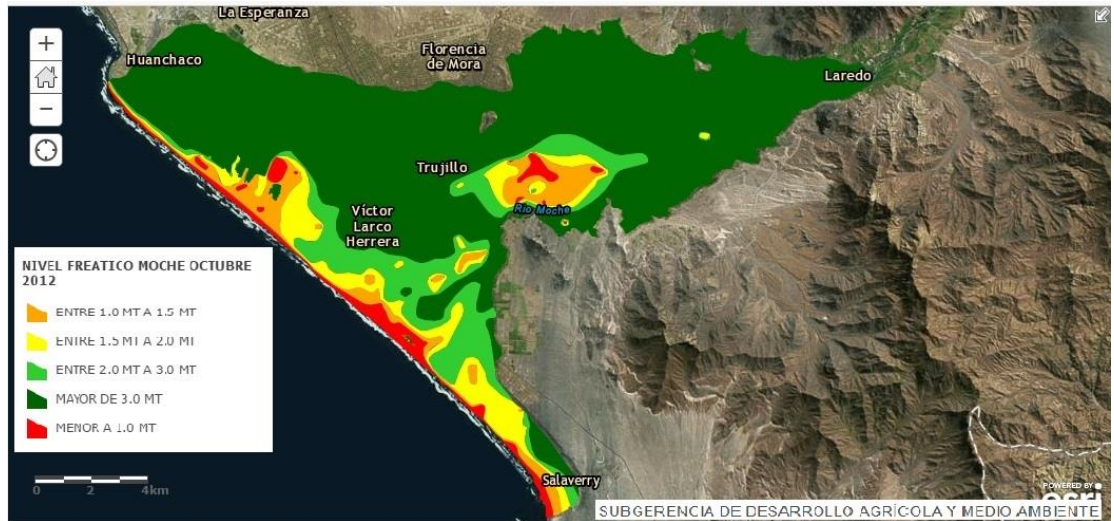 La Esperanza
Huanchaco
Florencia
de Mora
Laredo
Trujillo
Río Moche
Víctor
Larco
Herrera
NIVEL FREATICO MOCHE OCTUBRE
2012
ENTRE 1.0 MT A 1.5 MT
ENTRE 1.5 MT A 2.0 MT
ENTRE 2.0 MT A 3.0 MT
MAYOR DE 3.0 MT
MENOR A 1.0 MT
0 2 4km
Salaverry
POWERED BY
esri
SUBGERENCIA DE DESARROLLO AGRÍCOLA Y MEDIO AMBIENTE